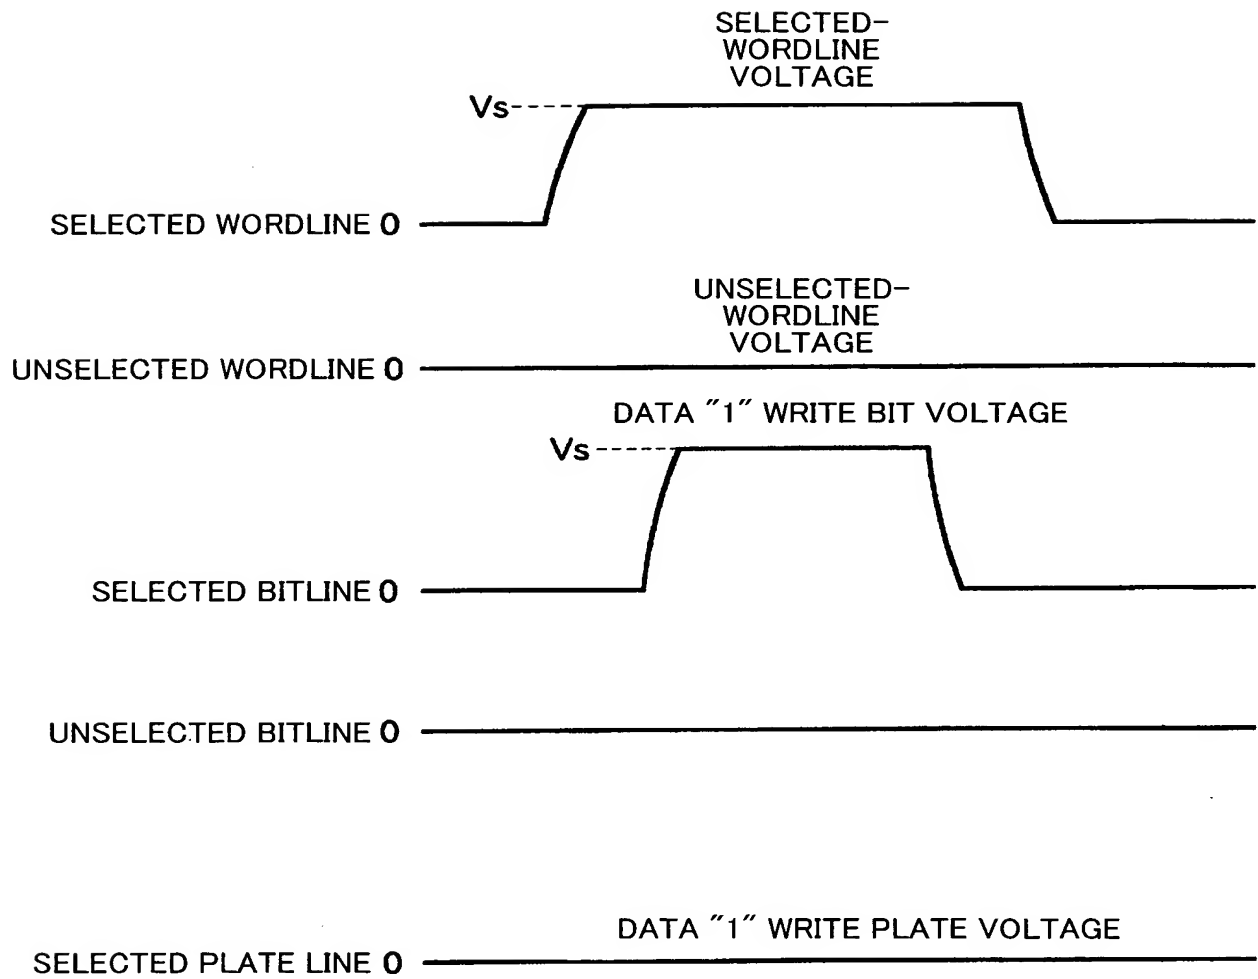 SELECTED-
WORDLINE
VOLTAGE
Vs
SELECTED WORDLINE 0
UNSELECTED-
WORDLINE
VOLTAGE
UNSELECTED WORDLINE 0
DATA ″1″ WRITE BIT VOLTAGE
Vs
SELECTED BITLINE 0
UNSELECTED BITLINE 0
DATA ″1″ WRITE PLATE VOLTAGE
SELECTED PLATE LINE 0